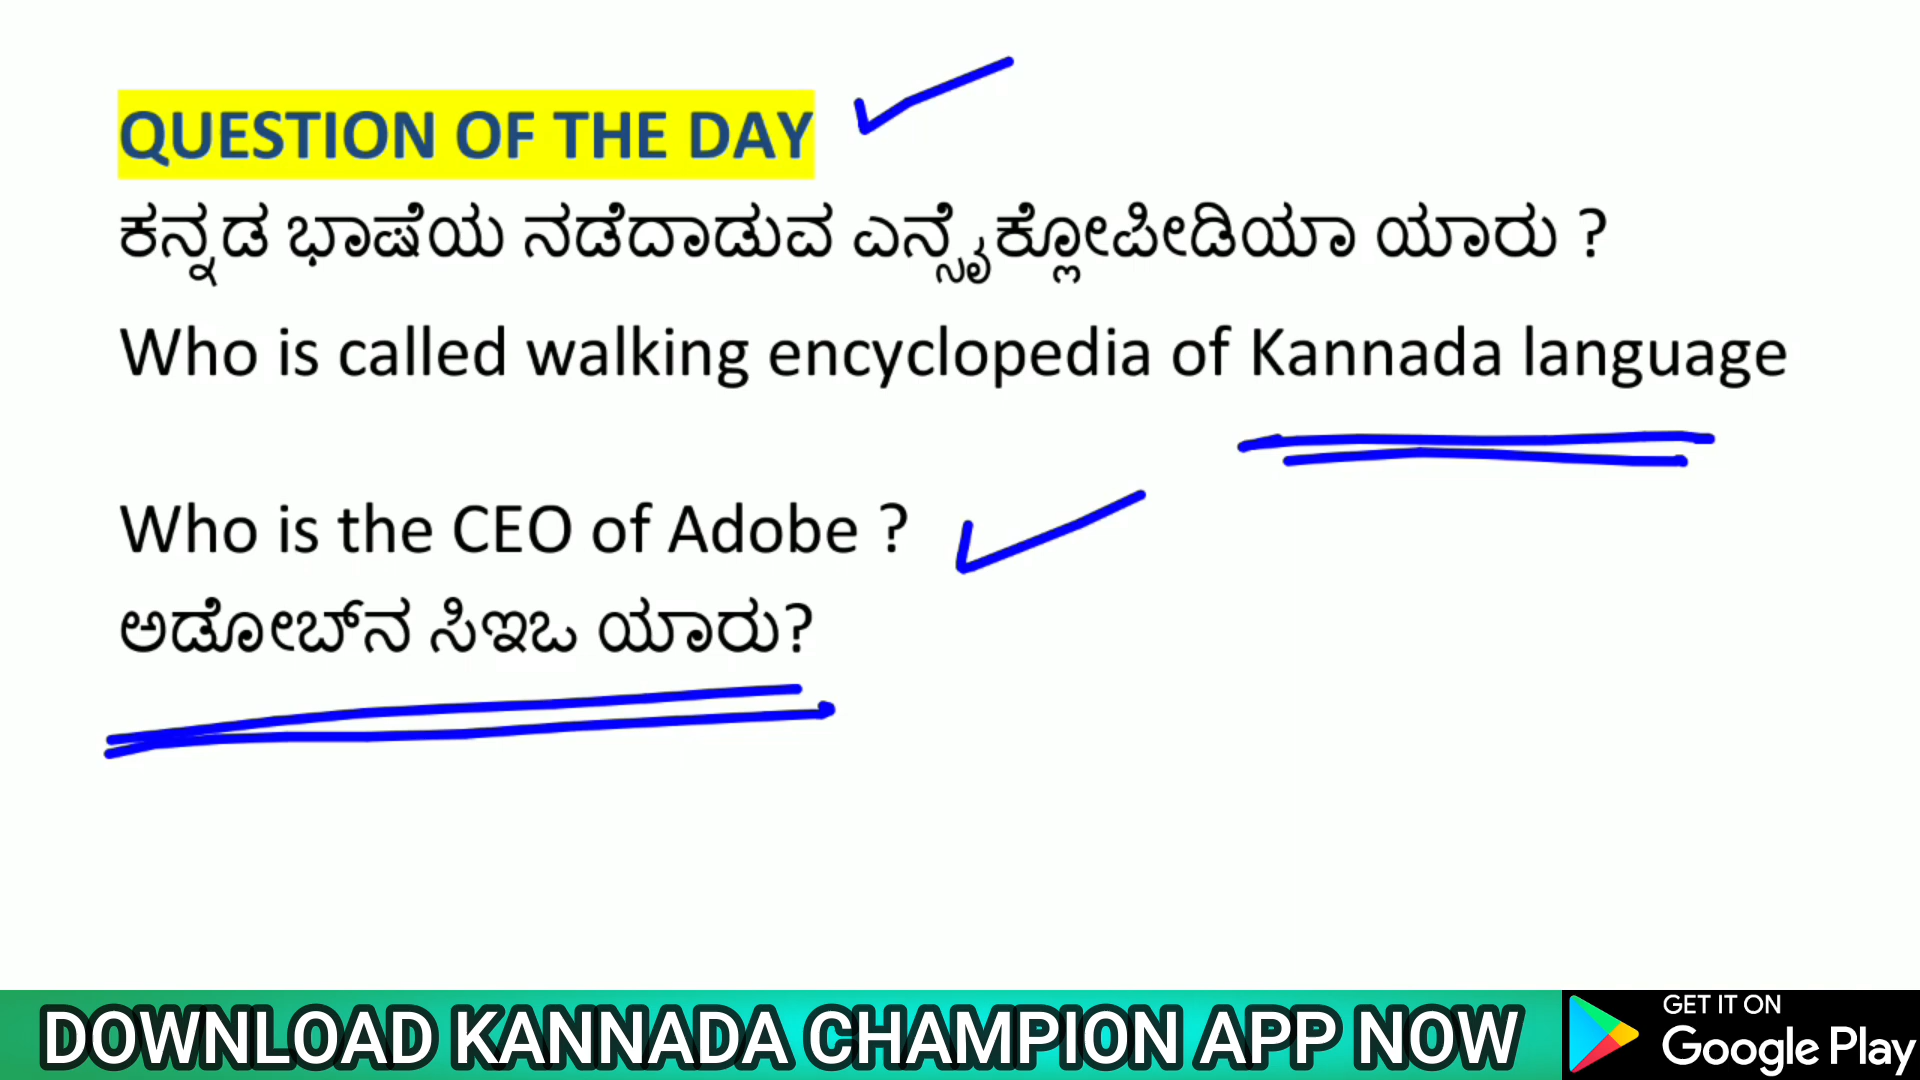 QUESTION OF THE DAY
ಕನ್ನಡ ಭಾಷೆಯ ನಡೆದಾಡುವ ಎನ್ಸೈಕ್ಲೋಪೀಡಿಯಾ ಯಾರು ?
Who is called walking encyclopedia of Kannada language
Who is the CEO of Adobe ?
ಅಡೋಬ್‌ನ ಸಿಇಒ ಯಾರು?
DOWNLOAD KANNADA CHAMPION APP NOW
GET IT ON
Google Play